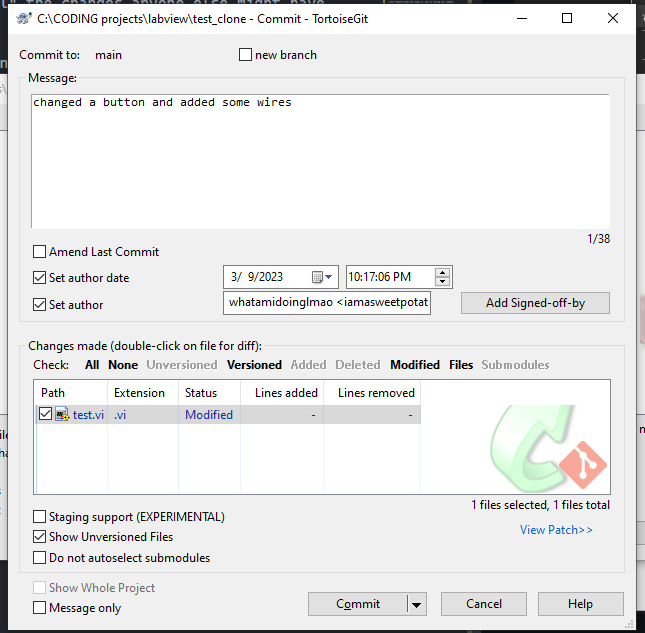 C:\CODING projects\labview\test_clone - Commit - TortoiseGit
Commit to: main new branch
Message:
changed a button and added some wires
1/38
Amend Last Commit
Set author date 3/ 9/2023 10:17:06 PM
Set author whatamidoinglmao <iamasweetpotat Add Signed-off-by
Changes made (double-click on file for diff):
Check: All None Unversioned Versioned Added Deleted Modified Files Submodules
Path Extension Status Lines added Lines removed
test.vi .vi Modified - -
1 files selected, 1 files total
Staging support (EXPERIMENTAL)
View Patch>>
Show Unversioned Files
Do not autoselect submodules
Show Whole Project
Message only
Commit Cancel Help